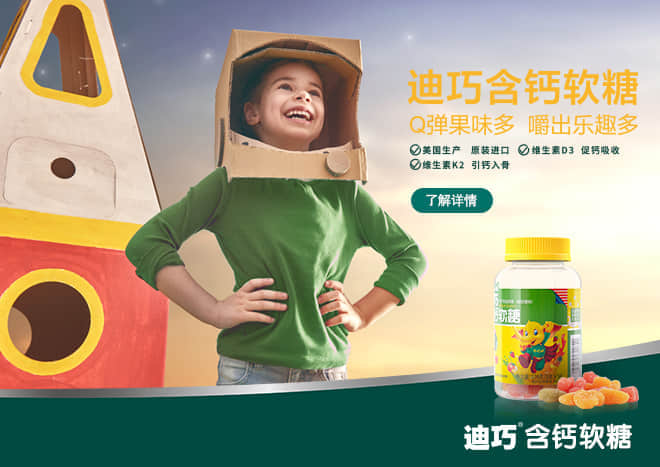 迪巧含钙软糖
Q弹果味多 嚼出乐趣多
美国生产 原装进口 维生素D3 促钙吸收
维生素K2 引钙入骨
了解详情
软糖
迪巧®含钙软糖